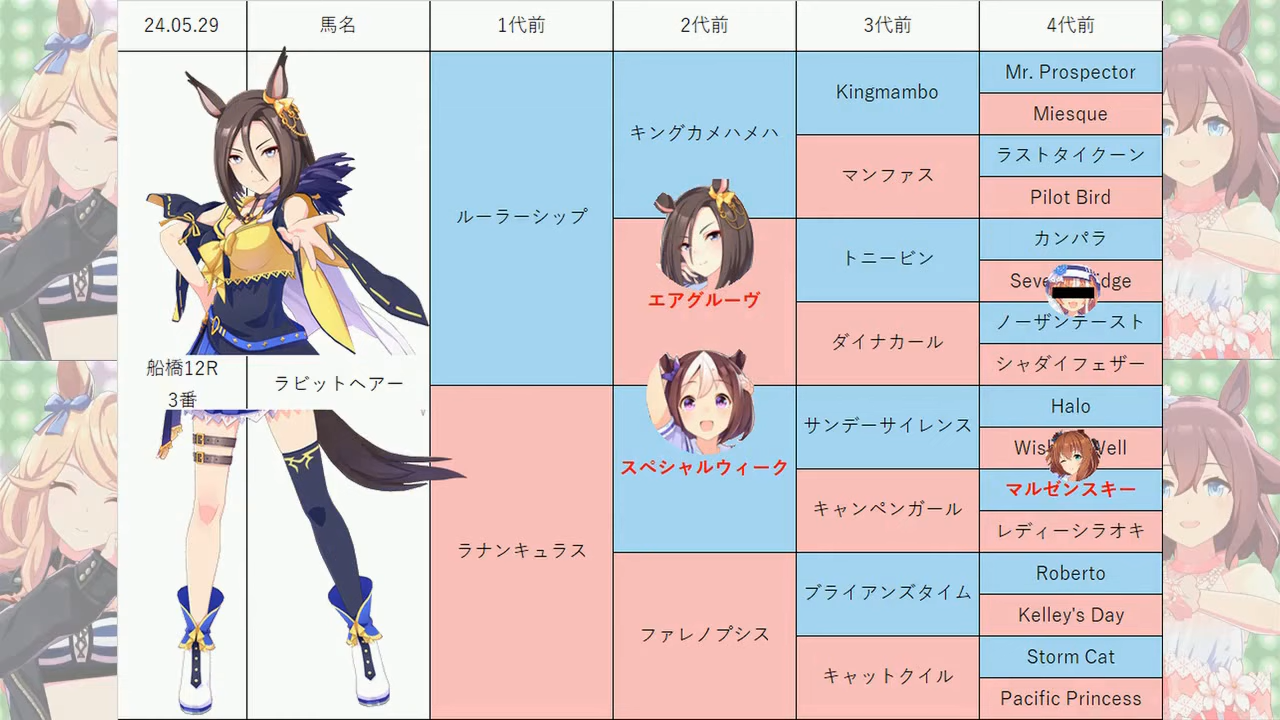 24.05.29
馬名
1代前
2代前
3代前
4代前
船橋12R
3番
ラビットヘアー
ルーラーシップ
ラナンキュラス
キングカメハメハ
エアグルーヴ
スペシャルウィーク
ファレノプシス
Kingmambo
マンファス
トニービン
ダイナカール
サンデーサイレンス
キャンペンガール
ブライアンズタイム
キャットクイル
Mr. Prospector
Miesque
ラストタイクーン
Pilot Bird
カンパラ
ノーザンテースト
シャダイフェザー
Halo
マルゼンスキー
レディーシラオキ
Roberto
Kelley's Day
Storm Cat
Pacific Princess